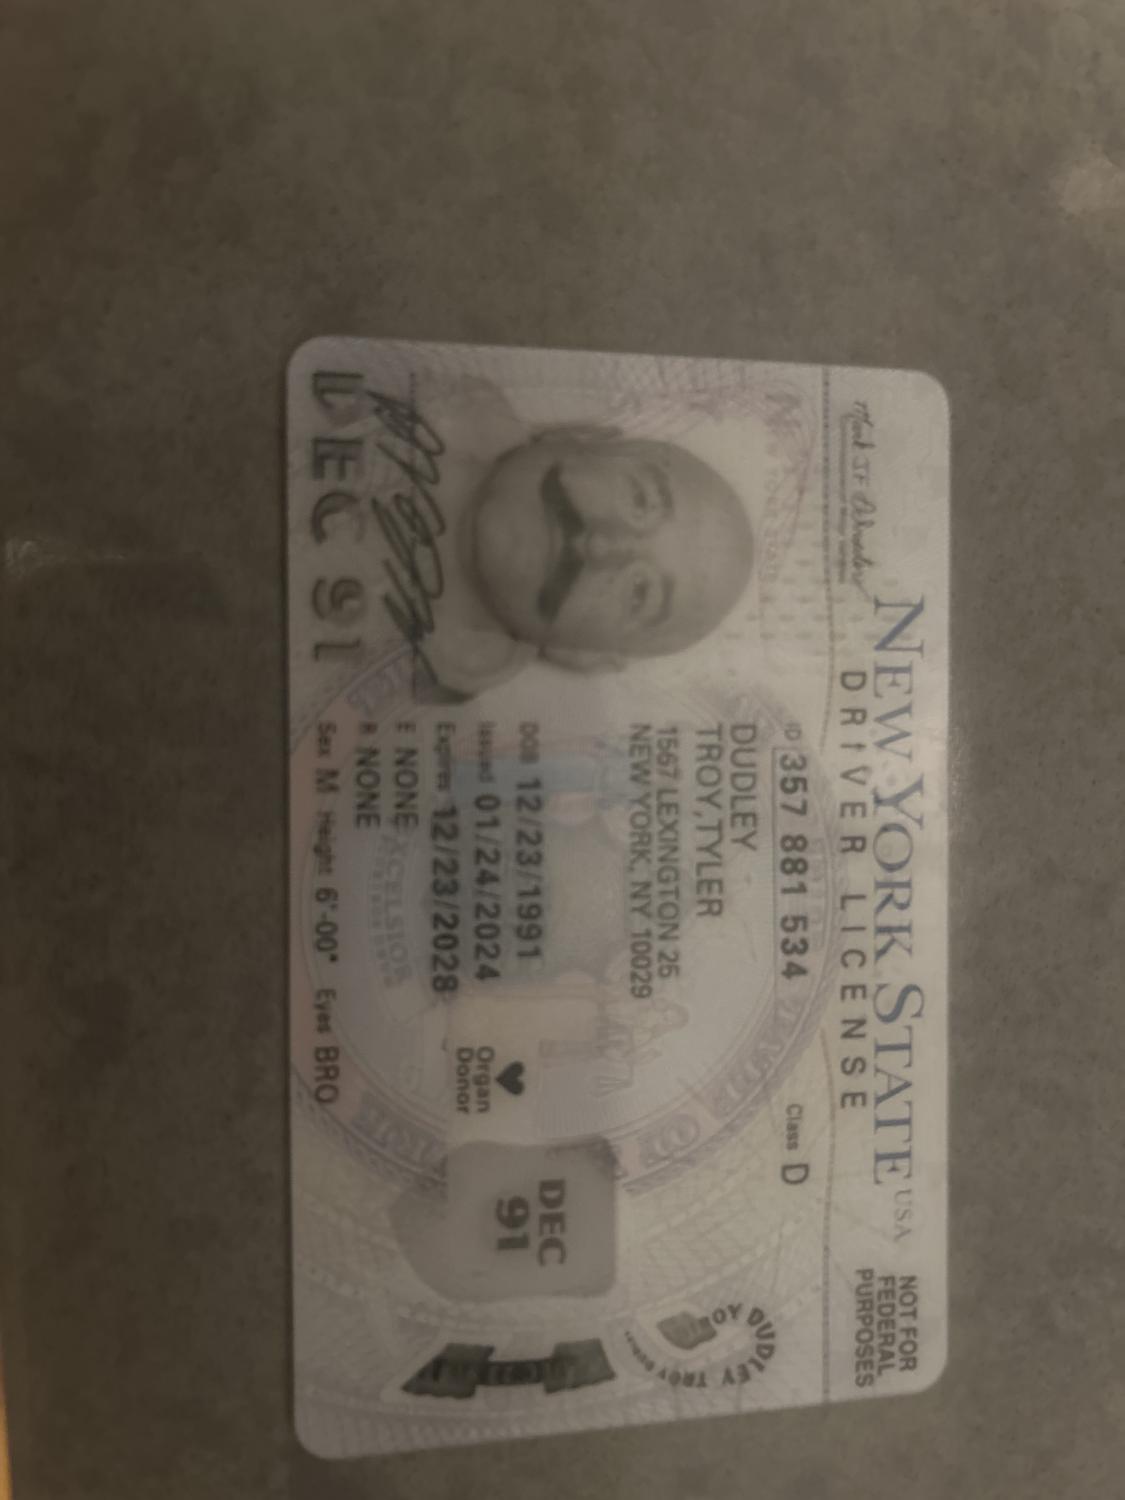 NEW YORK STATE USA
DRIVER LICENSE
NOT FOR
FEDERAL
PURPOSES
ID 357 881 534
Class D
DUDLEY
TROY,TYLER
1567 LEXINGTON 25
NEW YORK, NY 10029
DOB 12/23/1991
Issued 01/24/2024
Expires 12/23/2028
E NONE
R NONE
Sex M Height 6'-00" Eyes BRO
Organ
Donor
DEC
91
DEC 91
EXCELSIOR